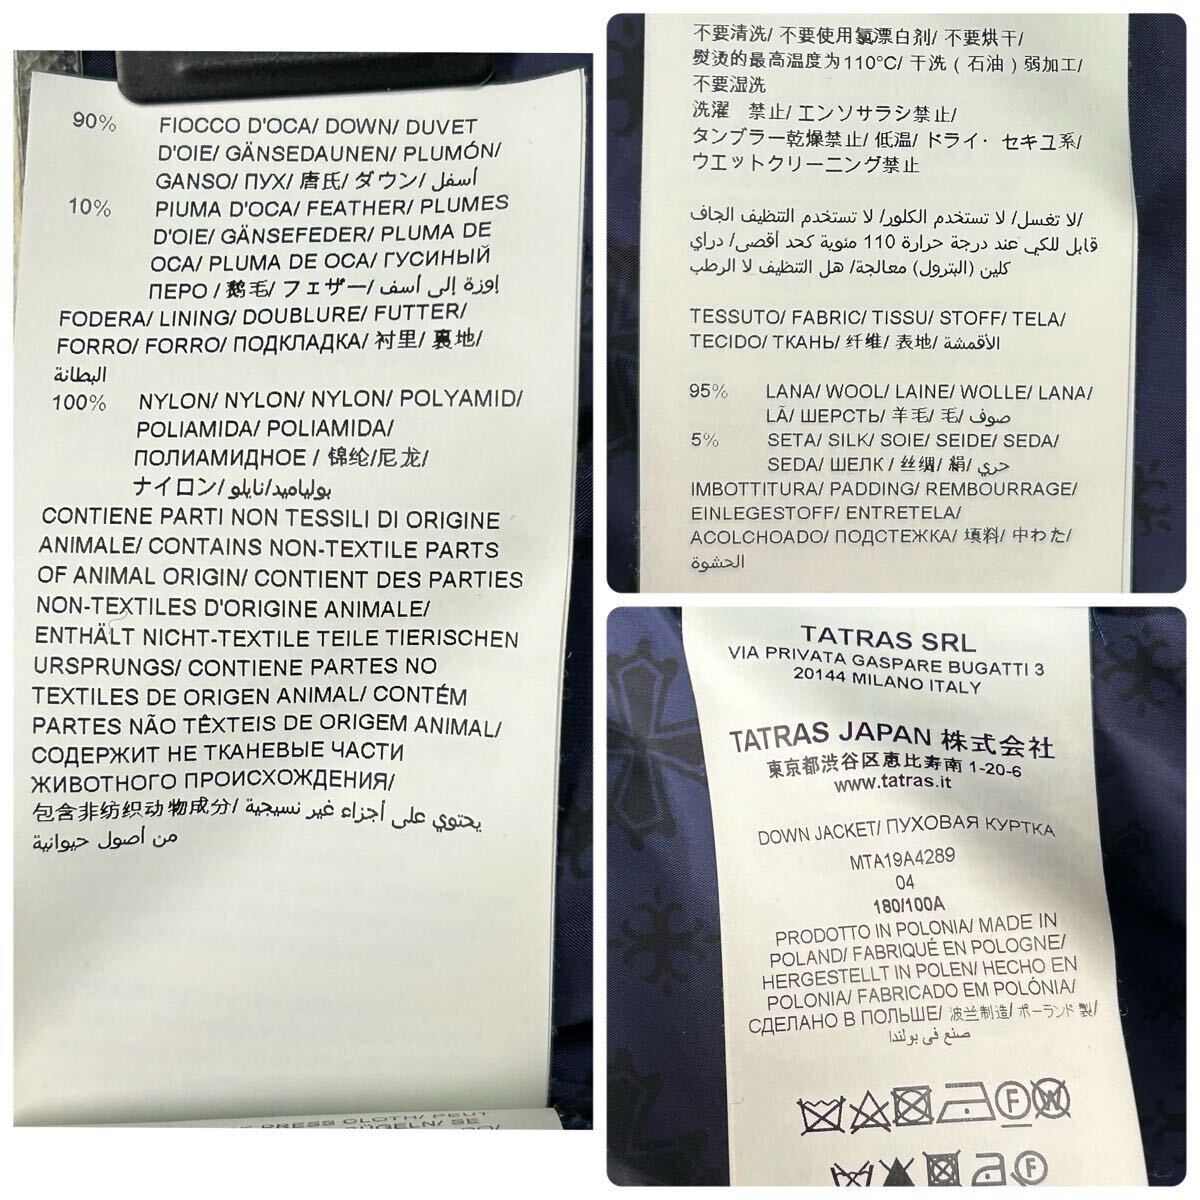 90% FIOCCO D'OCA/ DOWN/ DUVET
D'OIE/ GÄNSEDAUNEN/ PLUMÓN/
GANSO/ ПУХ/ 唐氏/ ダウン/ أسفل
10% PIUMA D'OCA/ FEATHER/ PLUMES
D'OIE/ GÄNSEFEDER/ PLUMA DE
OCA/ PLUMA DE OCA/ ГУСИНЫЙ
ПЕРО / 鹅毛/ フェザー/ إوزة إلى أسف
FODERA/ LINING/ DOUBLURE/ FUTTER/
FORRO/ FORRO/ ПОДКЛАДКА/ 衬里/ 裏地/
البطانة
100% NYLON/ NYLON/ NYLON/ POLYAMID/
POLIAMIDA/ POLIAMIDA/
ПОЛИАМИДНОЕ / 锦纶/尼龙/
ナイロン/ بولياميد/نايلو
CONTIENE PARTI NON TESSILI DI ORIGINE
ANIMALE/ CONTAINS NON-TEXTILE PARTS
OF ANIMAL ORIGIN/ CONTIENT DES PARTIES
NON-TEXTILES D'ORIGINE ANIMALE/
ENTHÄLT NICHT-TEXTILE TEILE TIERISCHEN
URSPRUNGS/ CONTIENE PARTES NO
TEXTILES DE ORIGEN ANIMAL/ CONTÉM
PARTES NÃO TÊXTEIS DE ORIGEM ANIMAL/
СОДЕРЖИТ НЕ ТКАНЕВЫЕ ЧАСТИ
ЖИВОТНОГО ПРОИСХОЖДЕНИЯ/
包含非纺织动物成分/ يحتوي على أجزاء غير نسيجية
من أصول حيوانية
PRESS CLOTH/ PEUT
BÜGELN/ SE
不要清洗/ 不要使用氯漂白剂/ 不要烘干/
熨烫的最高温度为110°C/ 干洗（石油）弱加工/
不要湿洗
洗濯 禁止/ エンソサラシ禁止/
タンブラー乾燥禁止/ 低温/ ドライ・セキユ系/
ウエットクリーニング禁止
لا تغسل/ لا تستخدم الكلور/ لا تستخدم التنظيف الجاف/
قابل للكي عند درجة حرارة 110 مئوية كحد أقصى/ دراي
كلين (البترول) معالجة/ هل التنظيف لا الرطب
TESSUTO/ FABRIC/ TISSU/ STOFF/ TELA/
TECIDO/ ТКАНЬ/ 纤维/ 表地/ الأقمشة
95% LANA/ WOOL/ LAINE/ WOLLE/ LANA/
LÃ/ ШЕРСТЬ/ 羊毛/ 毛/ صوف
5% SETA/ SILK/ SOIE/ SEIDE/ SEDA/
SEDA/ ШЕЛК / 丝绸/ 絹/ حري
IMBOTTITURA/ PADDING/ REMBOURRAGE/
EINLEGESTOFF/ ENTRETELA/
ACOLCHOADO/ ПОДСТЕЖКА/ 填料/ 中わた/
الحشوة
TATRAS SRL
VIA PRIVATA GASPARE BUGATTI 3
20144 MILANO ITALY
TATRAS JAPAN 株式会社
東京都渋谷区恵比寿南 1-20-6
www.tatras.it
DOWN JACKET/ ПУХОВАЯ КУРТКА
MTA19A4289
04
180/100A
PRODOTTO IN POLONIA/ MADE IN
POLAND/ FABRIQUÉ EN POLOGNE/
HERGESTELLT IN POLEN/ HECHO EN
POLONIA/ FABRICADO EM POLÓNIA/
СДЕЛАНО В ПОЛЬШЕ/ 波兰制造/ ポーランド製/
صنع في بولندا
F W
F